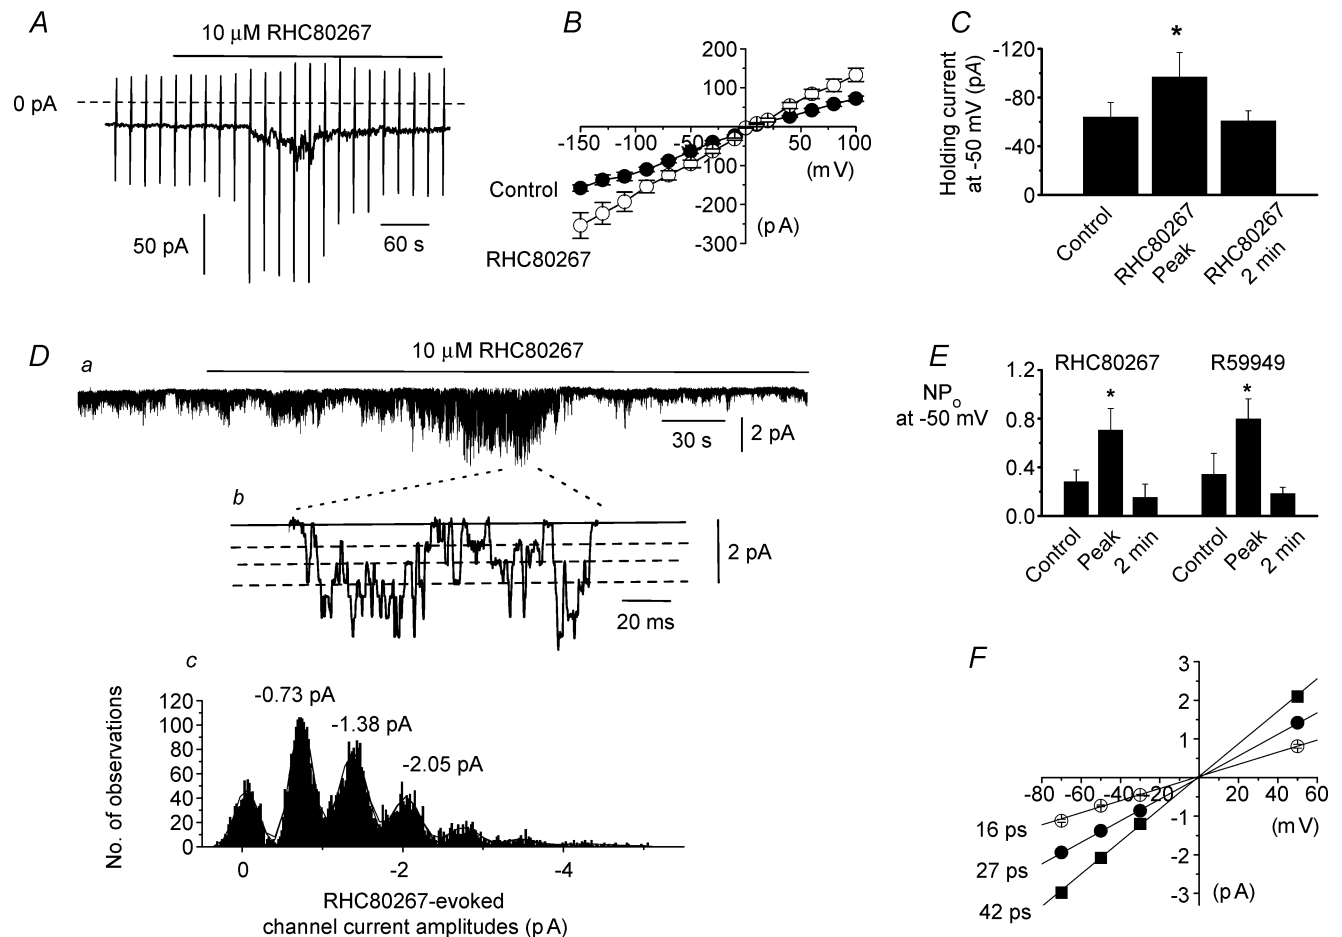 A
10 μM RHC80267
0 pA
50 pA
60 s
B
200
100
-150
-100
-50
50
100
(mV)
-100
-200
-300
(pA)
Control
RHC80267
C
Holding current
at -50 mV (pA)
-120
-80
-40
0
Control
RHC80267
Peak
RHC80267
2 min
D
a
10 μM RHC80267
30 s
2 pA
b
2 pA
20 ms
c
No. of observations
120
100
80
60
40
20
0
-0.73 pA
-1.38 pA
-2.05 pA
0
-2
-4
RHC80267-evoked
channel current amplitudes (pA)
E
RHC80267
R59949
NPo
at -50 mV
1.2
0.8
0.4
0.0
*
*
*
Control
Peak
2 min
Control
Peak
2 min
F
3
2
1
-80
-60
-40
-20
20
40
60
(mV)
-1
-2
-3
(pA)
16 ps
27 ps
42 ps